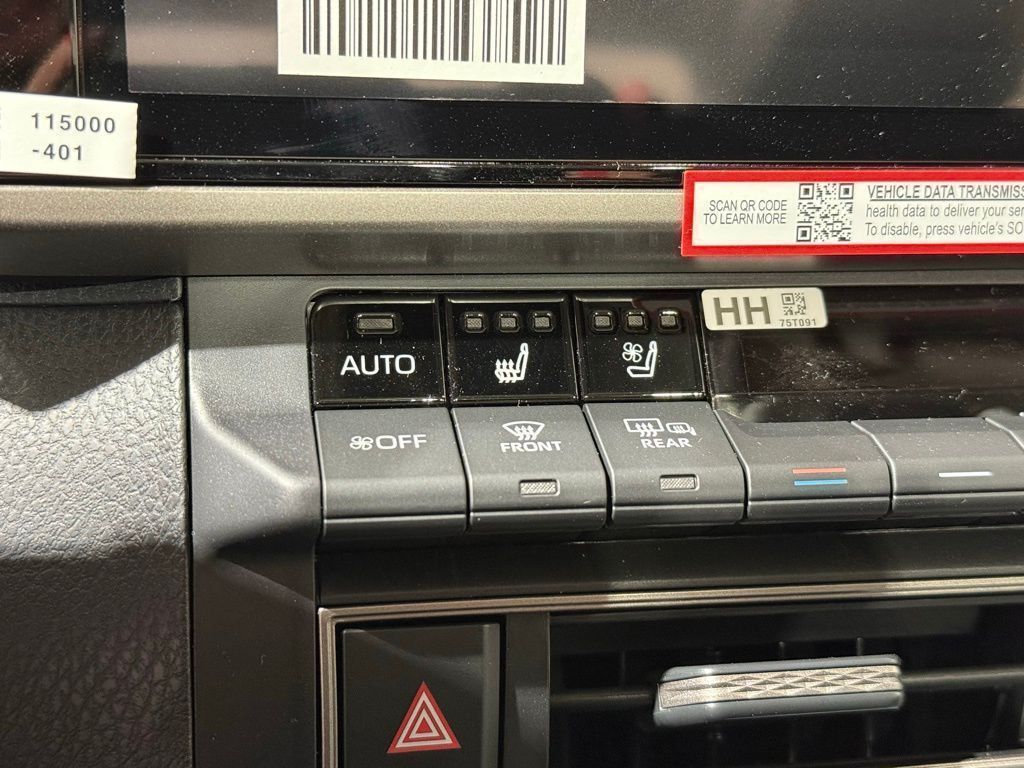 115000
-401
SCAN QR CODE
TO LEARN MORE
VEHICLE DATA TRANSMISS
health data to deliver your ser
To disable, press vehicle's SO
HH
75T091
AUTO
OFF
FRONT
REAR